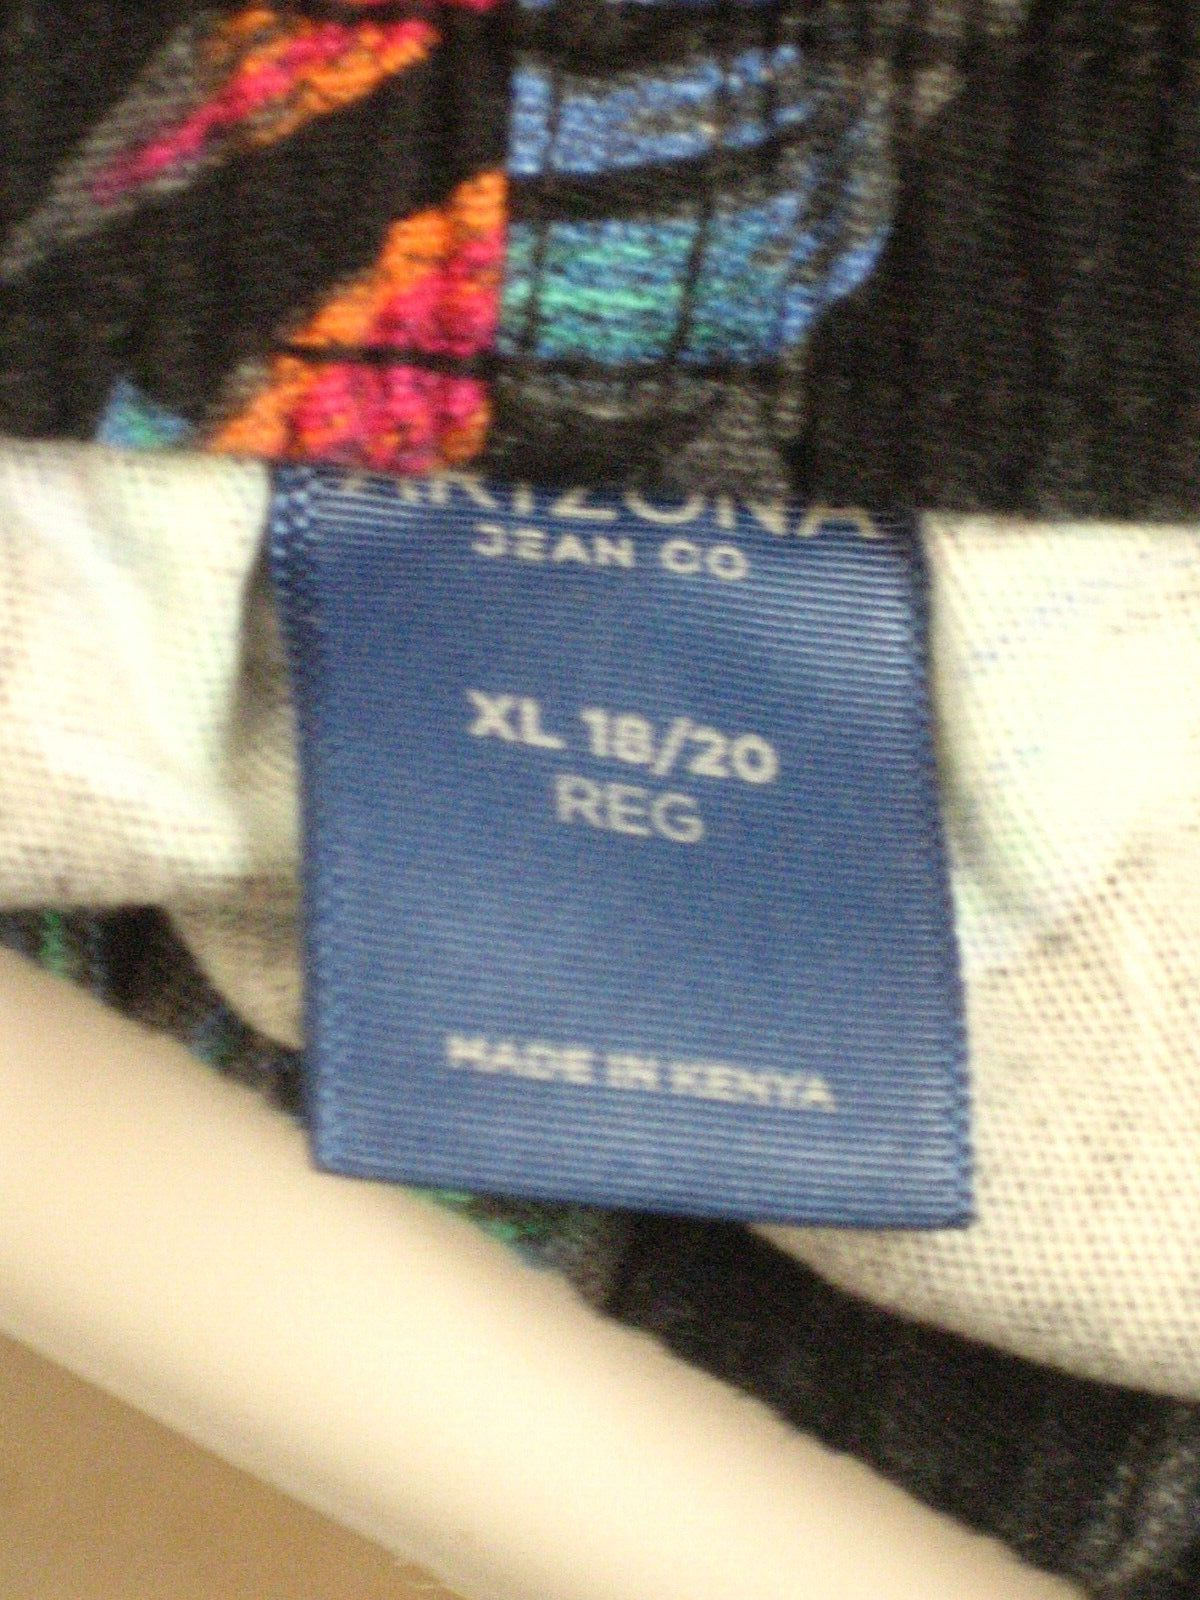 ARIZONA
JEAN CO
XL 18/20
REG
MADE IN KENYA